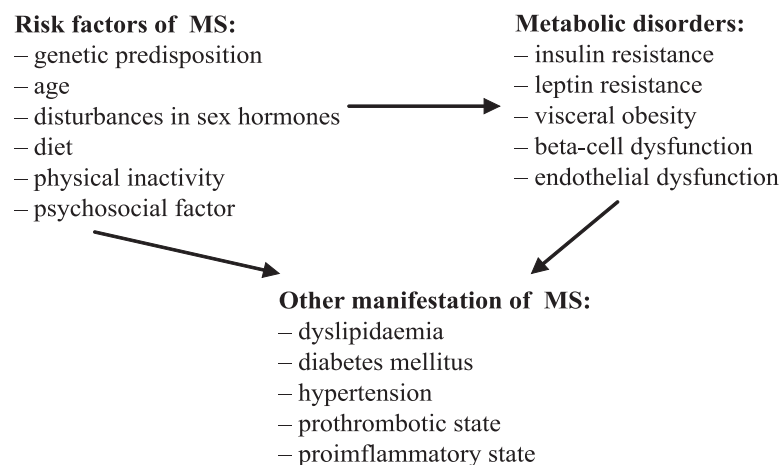 Risk factors of MS:
– genetic predisposition
– age
– disturbances in sex hormones
– diet
– physical inactivity
– psychosocial factor
Metabolic disorders:
– insulin resistance
– leptin resistance
– visceral obesity
– beta-cell dysfunction
– endothelial dysfunction
Other manifestation of MS:
– dyslipidaemia
– diabetes mellitus
– hypertension
– prothrombotic state
– proimflammatory state